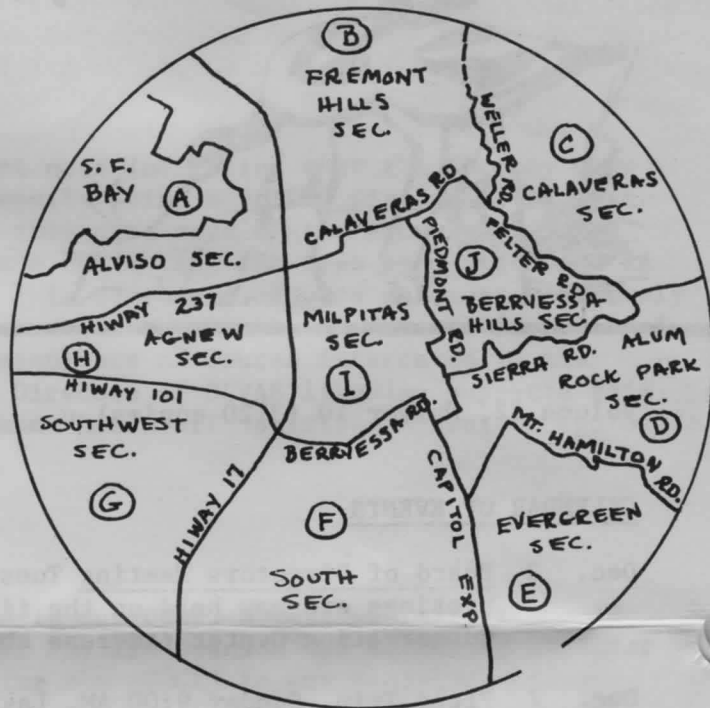 B
FREMONT
HILLS
SEC.
WELLER RD.
C
CALAVERAS
SEC.
S. F.
BAY
A
ALVISO SEC.
CALAVERAS RD.
PIEDMONT RD.
FELTER RD.
J
BERRYESSA
HILLS SEC.
HIWAY 237
AGNEW
SEC.
H
HIWAY 101
MILPITAS
SEC.
I
SIERRA RD.
ALUM
ROCK PARK
SEC.
D
SOUTHWEST
SEC.
G
HIWAY 17
BERRYESSA RD.
CAPITOL EXP.
MT. HAMILTON RD.
F
SOUTH
SEC.
EVERGREEN
SEC.
E